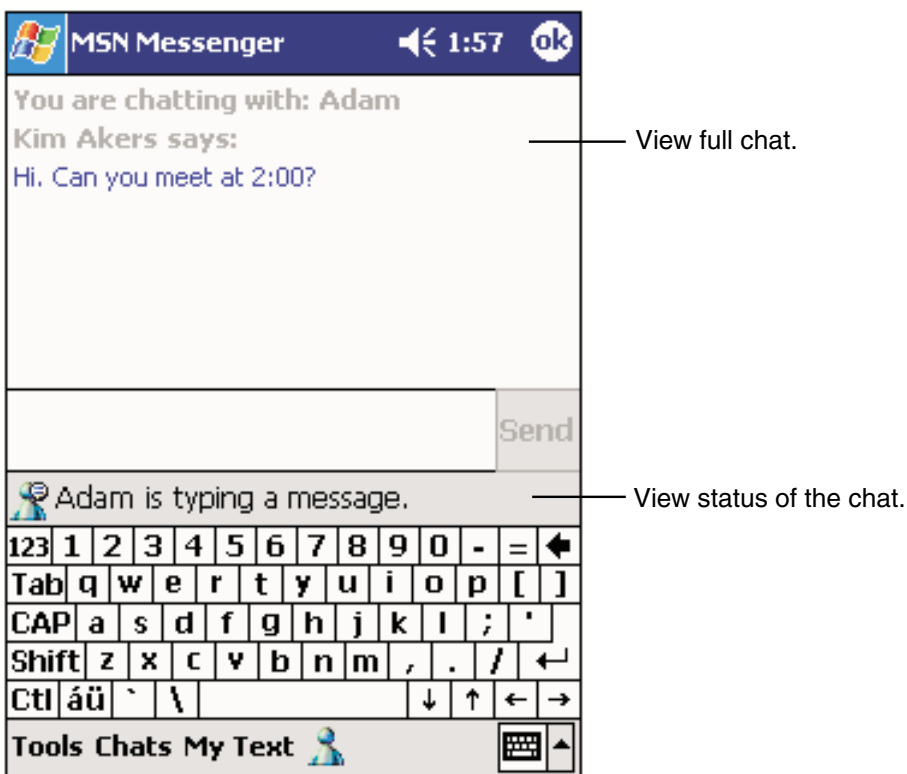 MSN Messenger 1:57 ok
You are chatting with: Adam
Kim Akers says:
View full chat.
Hi. Can you meet at 2:00?
Send
Adam is typing a message.
View status of the chat.
123 1 2 3 4 5 6 7 8 9 0 - =
Tab q w e r t y u i o p [ ]
CAP a s d f g h j k l ; '
Shift z x c v b n m , . /
Ctl áü ` \ ↓ ↑ ← →
Tools Chats My Text